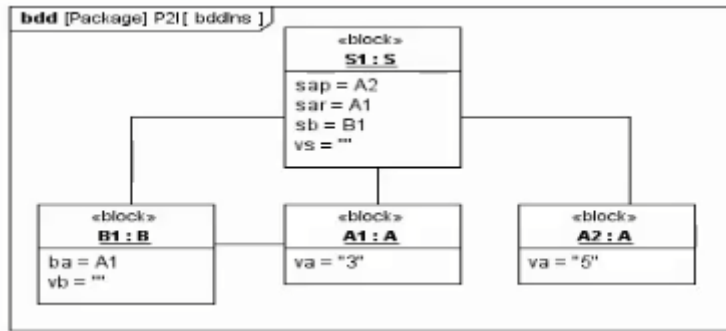 bdd [Package] P2I[ bddIns ]
«block»
S1 : S
sap = A2
sar = A1
sb = B1
vs = ""
«block»
B1 : B
ba = A1
vb = ""
«block»
A1 : A
va = "3"
«block»
A2 : A
va = "5"